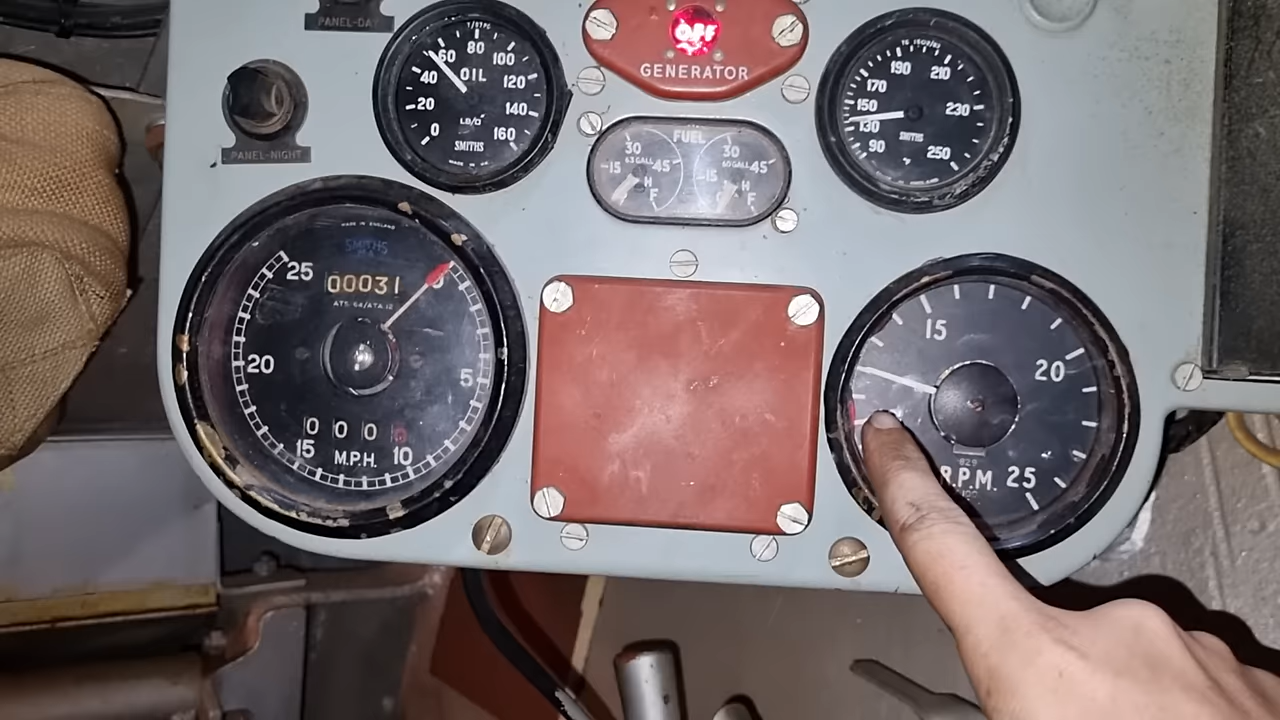 PANEL-DAY
PANEL-NIGHT
0 20 40 60 80 100 120 140 160
OIL
LB/□"
SMITHS
OFF
GENERATOR
FUEL
15 30 45
63 GALL
H
F
15 30 45
60 GALL
H
F
90 130 150 170 190 210 230 250
SMITHS
°F
MADE IN ENGLAND
SMITHS
00031
ATS 64/ATA 12
0 5 10 15 20 25
0 0 0
M.P.H.
15 20 25
R.P.M.